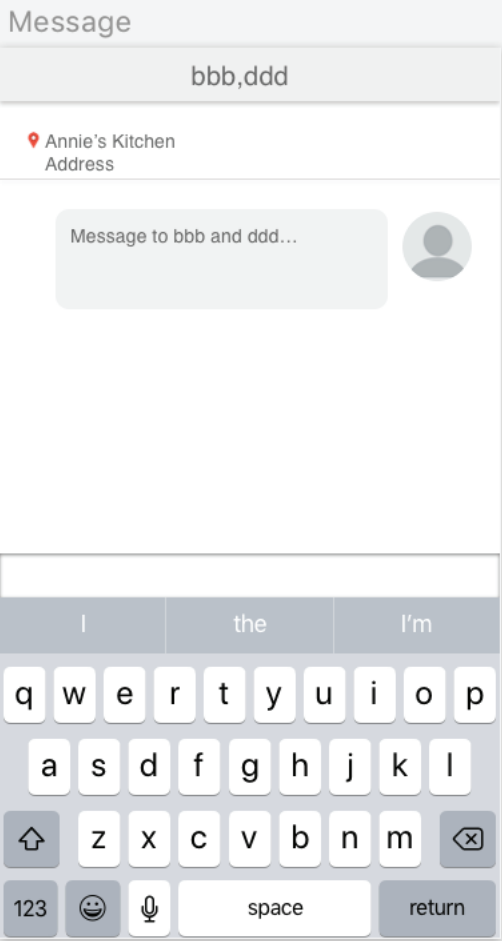 Message
bbb,ddd
Annie's Kitchen
Address
Message to bbb and ddd...
I the I'm
q w e r t y u i o p
a s d f g h j k l
z x c v b n m
123 space return